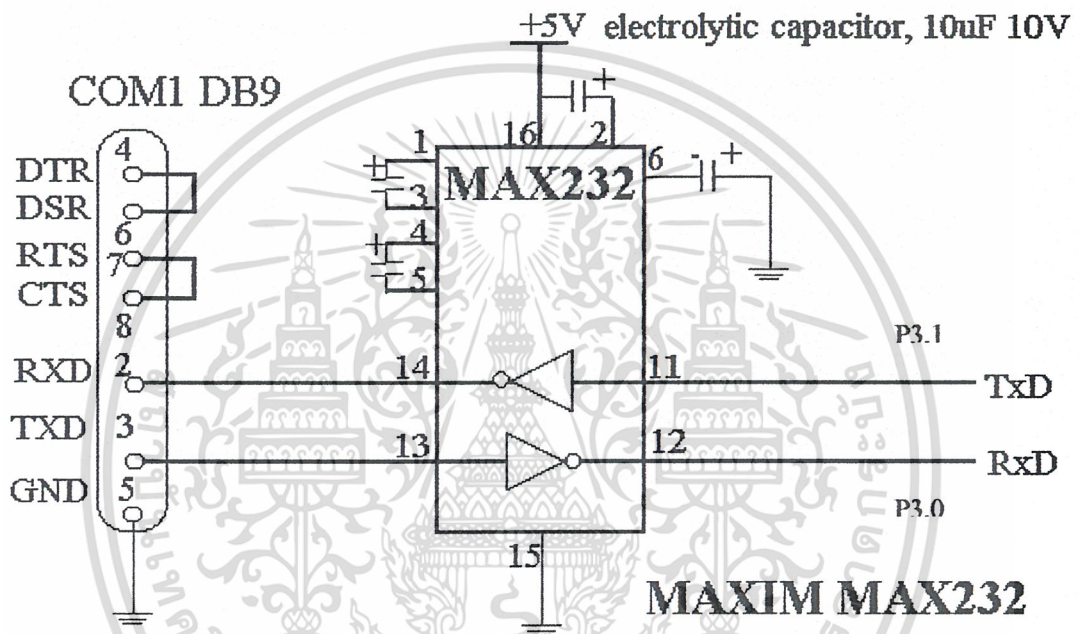 +5V electrolytic capacitor, 10uF 10V
COM1 DB9
MAX232
16 2
1
3
4
5
6
- +
+
+
+
DTR 4
DSR
6
RTS 7
CTS
8
RXD 2
TXD 3
GND 5
14
13
11
12
15
P3.1
TxD
RxD
P3.0
MAXIM MAX232